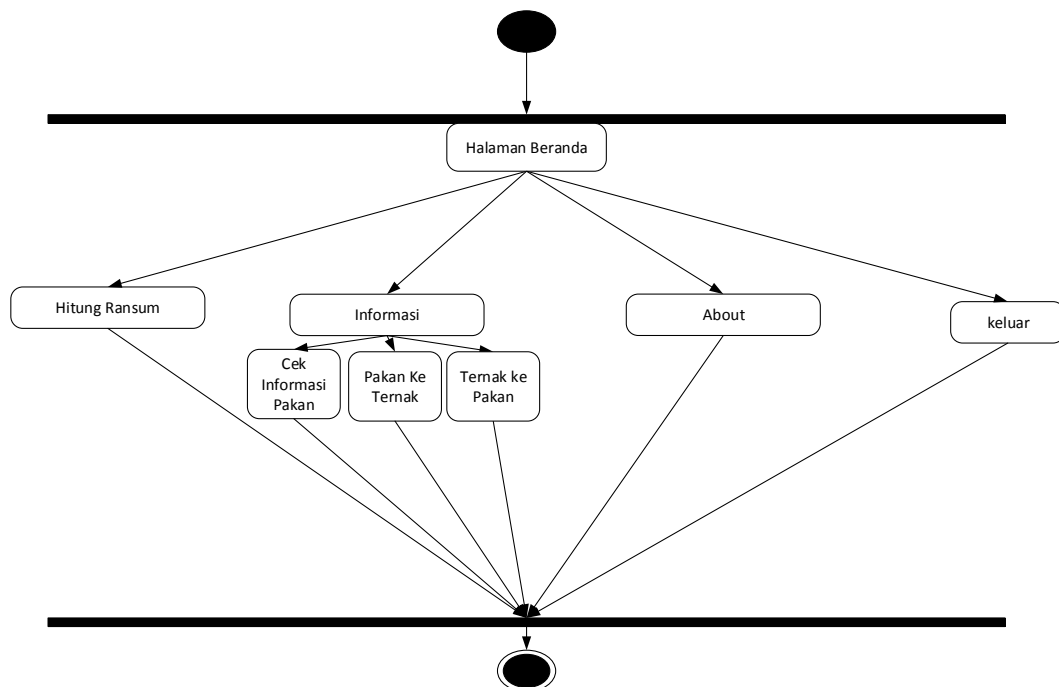 Halaman Beranda
Hitung Ransum
Informasi
About
keluar
Cek
Informasi
Pakan
Pakan Ke
Ternak
Ternak ke
Pakan